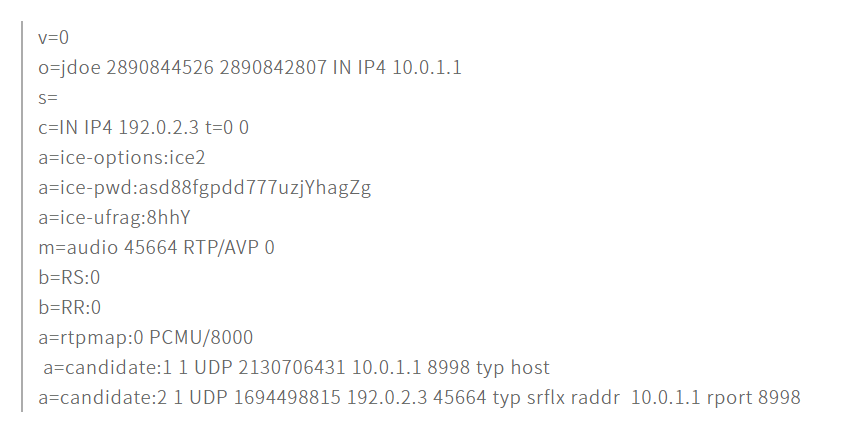 v=0
o=jdoe 2890844526 2890842807 IN IP4 10.0.1.1
s=
c=IN IP4 192.0.2.3 t=0 0
a=ice-options:ice2
a=ice-pwd:asd88fgpdd777uzjYhagZg
a=ice-ufrag:8hhY
m=audio 45664 RTP/AVP 0
b=RS:0
b=RR:0
a=rtpmap:0 PCMU/8000
a=candidate:1 1 UDP 2130706431 10.0.1.1 8998 typ host
a=candidate:2 1 UDP 1694498815 192.0.2.3 45664 typ srflx raddr  10.0.1.1 rport 8998